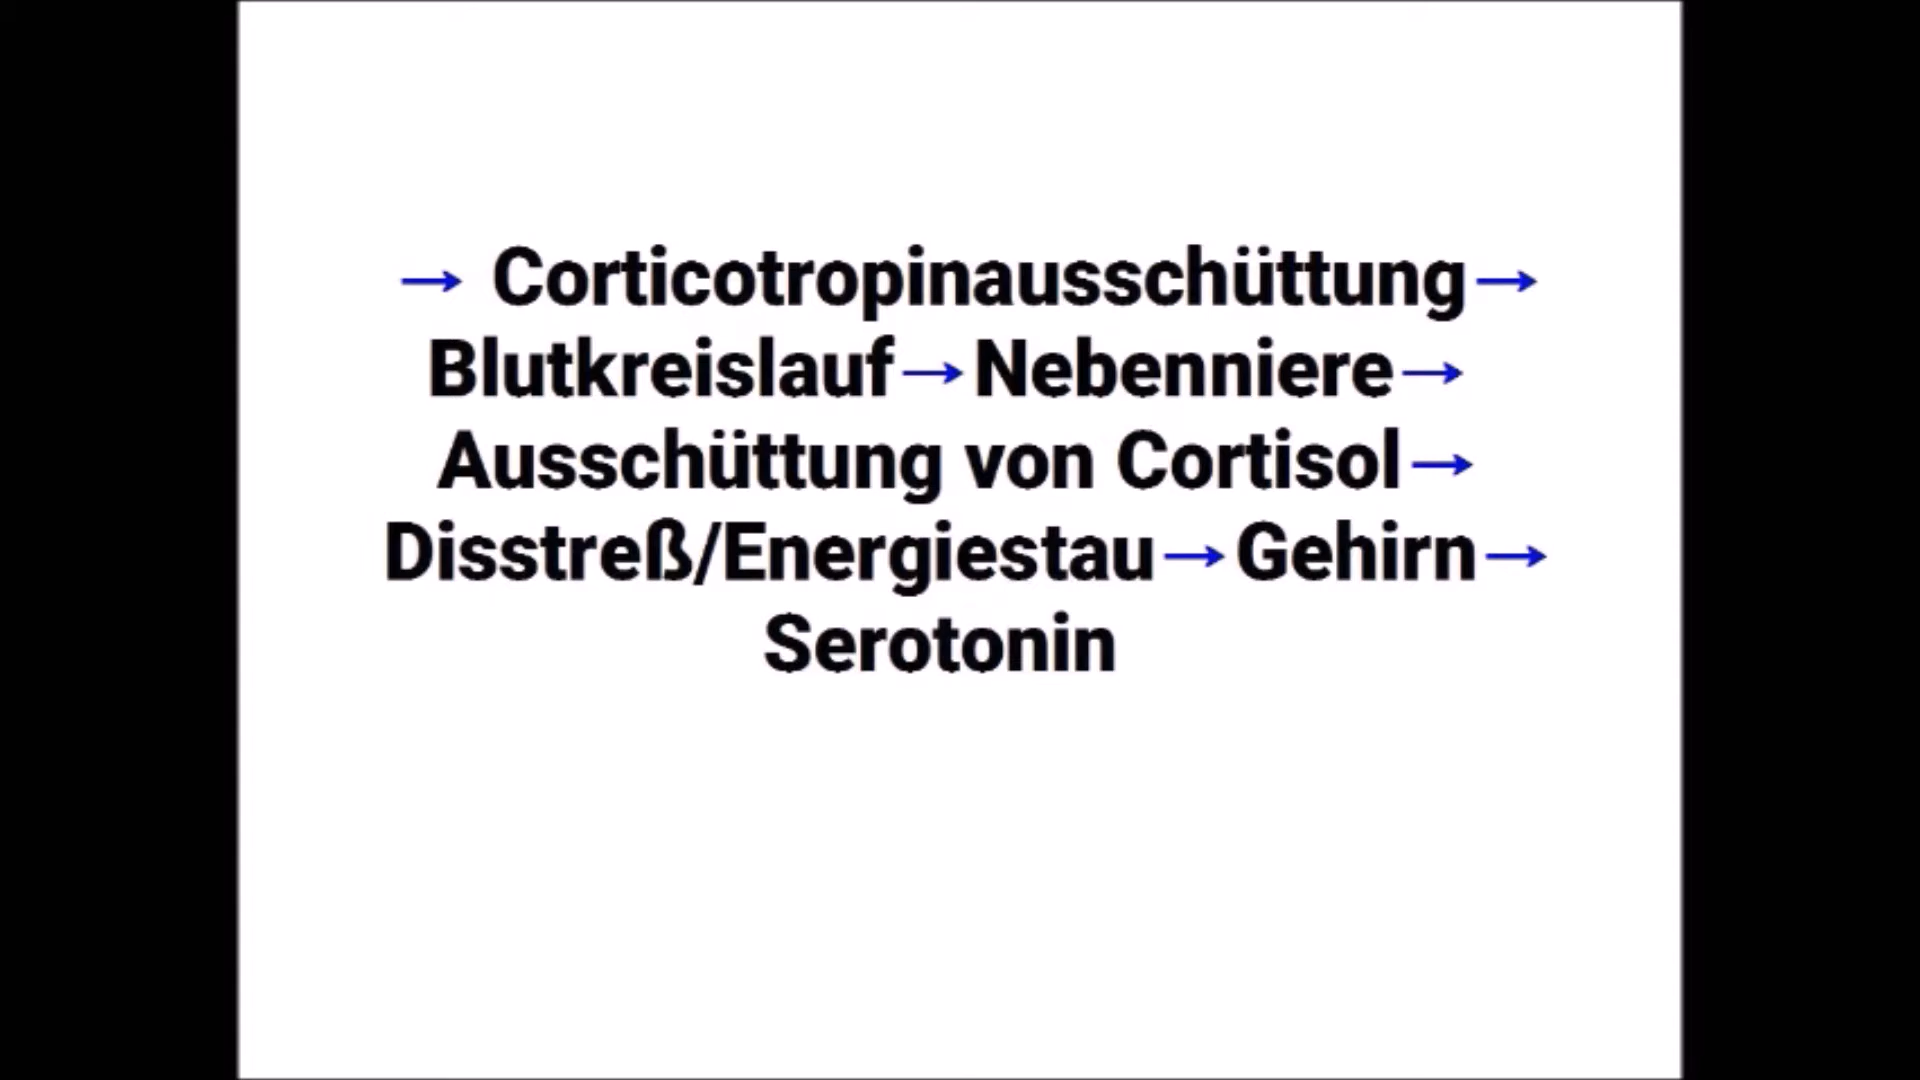 → Corticotropinausschüttung→
Blutkreislauf→Nebenniere→
Ausschüttung von Cortisol→
Disstreß/Energiestau→Gehirn→
Serotonin